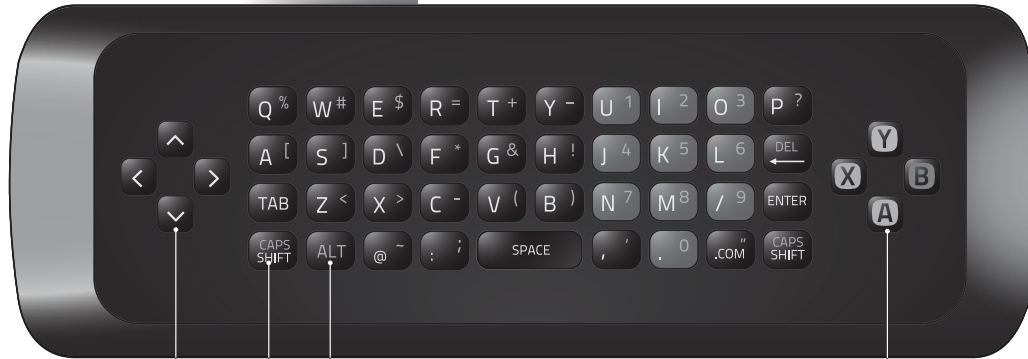 Q % W # E $ R = T + Y - U 1 I 2 O 3 P ?
A [ S ] D \ F * G & H ! J 4 K 5 L 6 DEL
TAB Z < X > C - V ( B ) N 7 M 8 / 9 ENTER
CAPS
SHIFT ALT @ ~ : ; SPACE , ' . 0 .COM " CAPS
SHIFT
Y
X B
A